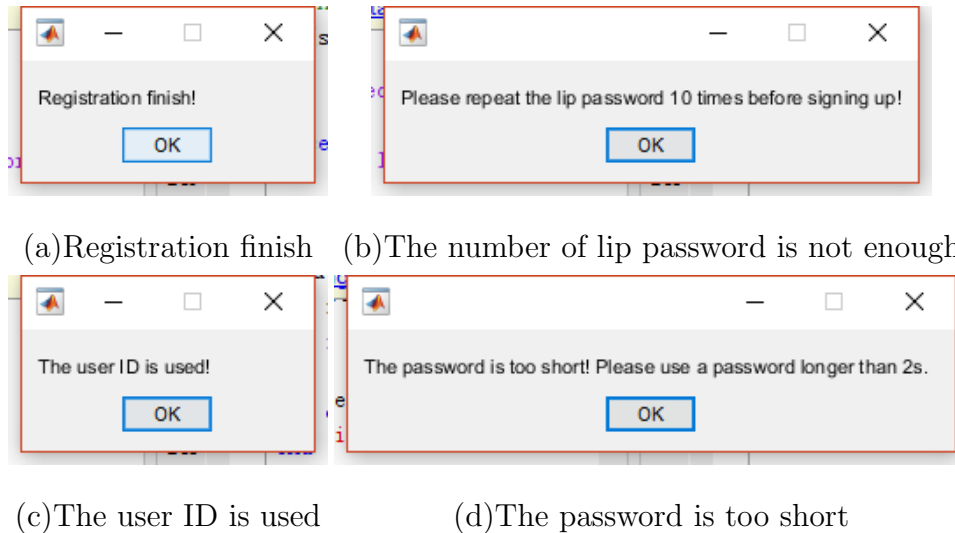 Registration finish!
OK
Please repeat the lip password 10 times before signing up!
OK
(a)Registration finish
(b)The number of lip password is not enough
The user ID is used!
OK
The password is too short! Please use a password longer than 2s.
OK
(c)The user ID is used
(d)The password is too short